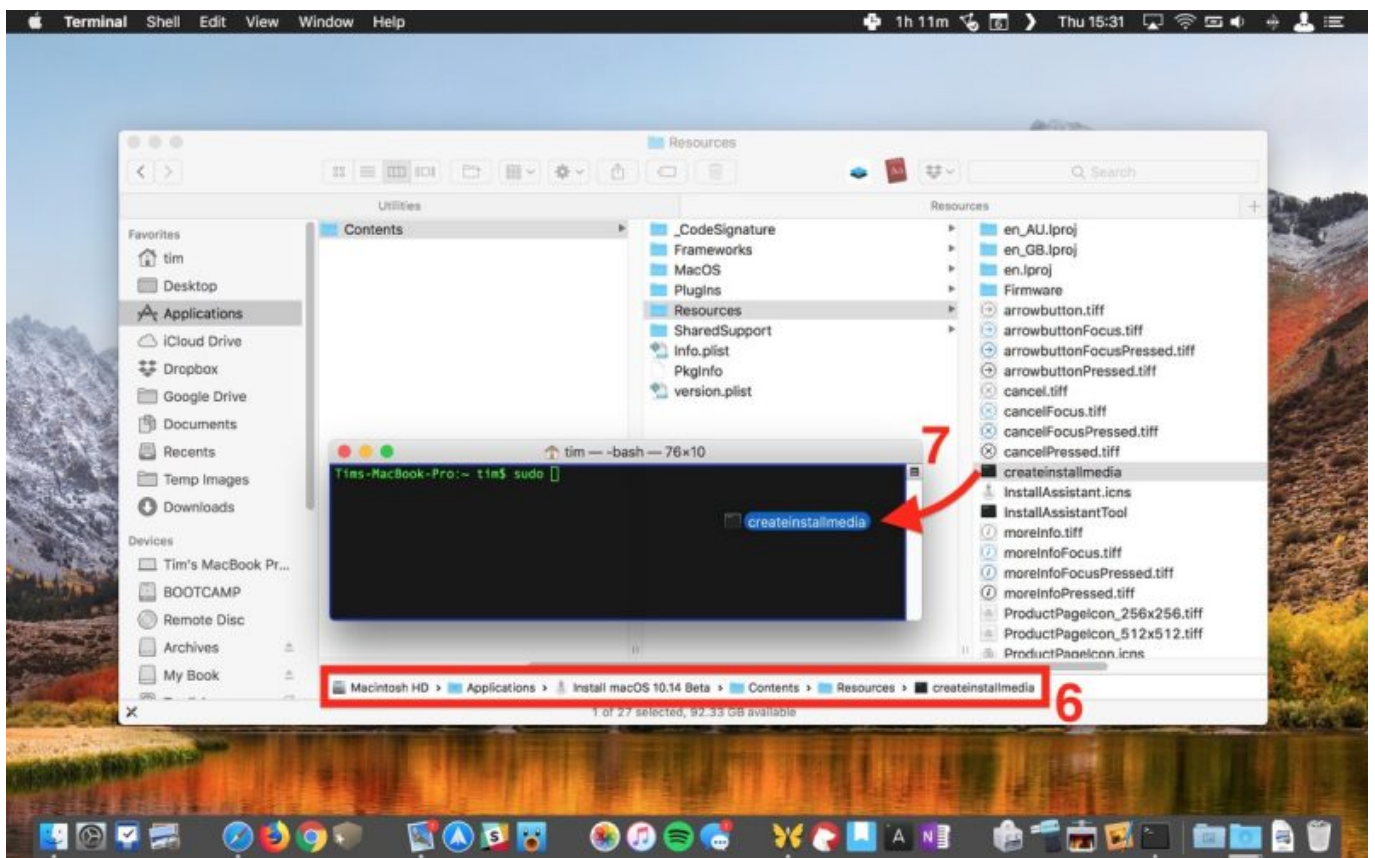 Terminal Shell Edit View Window Help 1h 11m 6 Thu 15:31
Resources
Search
Utilities Resources
Favorites
tim
Desktop
Applications
iCloud Drive
Dropbox
Google Drive
Documents
Recents
Temp Images
Downloads
Devices
Tim's MacBook Pr...
BOOTCAMP
Remote Disc
Archives
My Book
Contents
_CodeSignature
Frameworks
MacOS
PlugIns
Resources
SharedSupport
Info.plist
PkgInfo
version.plist
en_AU.lproj
en_GB.lproj
en.lproj
Firmware
arrowbutton.tiff
arrowbuttonFocus.tiff
arrowbuttonFocusPressed.tiff
arrowbuttonPressed.tiff
cancel.tiff
cancelFocus.tiff
cancelFocusPressed.tiff
cancelPressed.tiff
createinstallmedia
InstallAssistant.icns
InstallAssistantTool
moreInfo.tiff
moreInfoFocus.tiff
moreInfoFocusPressed.tiff
moreInfoPressed.tiff
ProductPageIcon_256x256.tiff
ProductPageIcon_512x512.tiff
ProductPageIcon.icns
tim — -bash — 76×10
Tims-MacBook-Pro:~ tim$ sudo
createinstallmedia
7
Macintosh HD › Applications › Install macOS 10.14 Beta › Contents › Resources › createinstallmedia
6
1 of 27 selected, 92.33 GB available